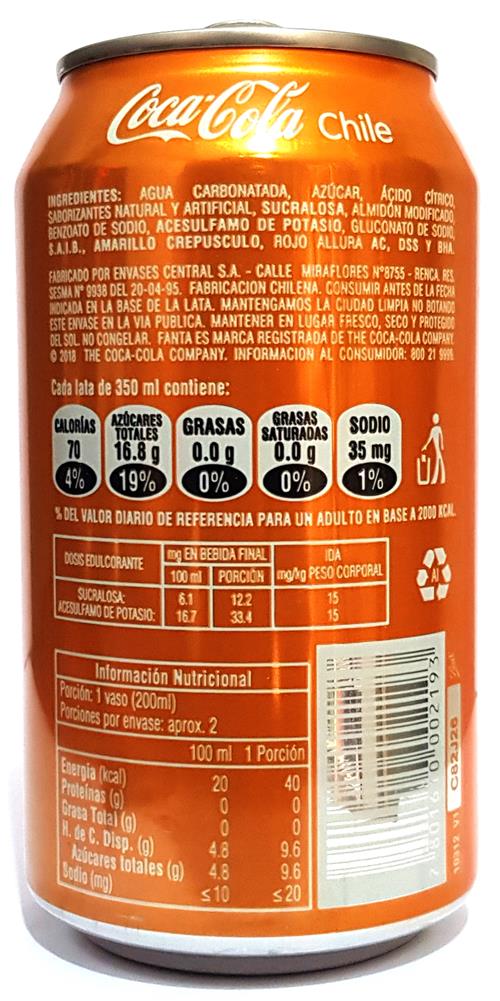 Coca-Cola Chile
INGREDIENTES: AGUA CARBONATADA, AZÚCAR, ÁCIDO CÍTRICO,
SABORIZANTES NATURAL Y ARTIFICIAL, SUCRALOSA, ALMIDÓN MODIFICADO,
BENZOATO DE SODIO, ACESULFAMO DE POTASIO, GLUCONATO DE SODIO,
S.A.I.B., AMARILLO CREPUSCULO, ROJO ALLURA AC, DSS Y BHA.
FABRICADO POR ENVASES CENTRAL S.A. - CALLE MIRAFLORES Nº8755 - RENCA. RES.
SESMA Nº 9938 DEL 20-04-95. FABRICACION CHILENA. CONSUMIR ANTES DE LA FECHA
INDICADA EN LA BASE DE LA LATA. MANTENGAMOS LA CIUDAD LIMPIA NO BOTANDO
ESTE ENVASE EN LA VIA PUBLICA. MANTENER EN LUGAR FRESCO, SECO Y PROTEGIDO
DEL SOL. NO CONGELAR. FANTA ES MARCA REGISTRADA DE THE COCA-COLA COMPANY.
© 2018 THE COCA-COLA COMPANY. INFORMACION AL CONSUMIDOR: 800 21 9999.
Cada lata de 350 ml contiene:
CALORÍAS 70 4%
AZÚCARES TOTALES 16.8 g 19%
GRASAS 0.0 g 0%
GRASAS SATURADAS 0.0 g 0%
SODIO 35 mg 1%
% DEL VALOR DIARIO DE REFERENCIA PARA UN ADULTO EN BASE A 2000 KCAL.
DOSIS EDULCORANTE mg EN BEBIDA FINAL IDA
100 ml PORCIÓN mg/kg PESO CORPORAL
SUCRALOSA: 6.1 12.2 15
ACESULFAMO DE POTASIO: 16.7 33.4 15
Al
Información Nutricional
Porción: 1 vaso (200ml)
Porciones por envase: aprox. 2
100 ml 1 Porción
Energía (kcal) 20 40
Proteínas (g) 0 0
Grasa Total (g) 0 0
H. de C. Disp. (g) 4.8 9.6
Azúcares totales (g) 4.8 9.6
Sodio (mg) ≤10 ≤20
7 801610 002193
C82J26
10312 V1